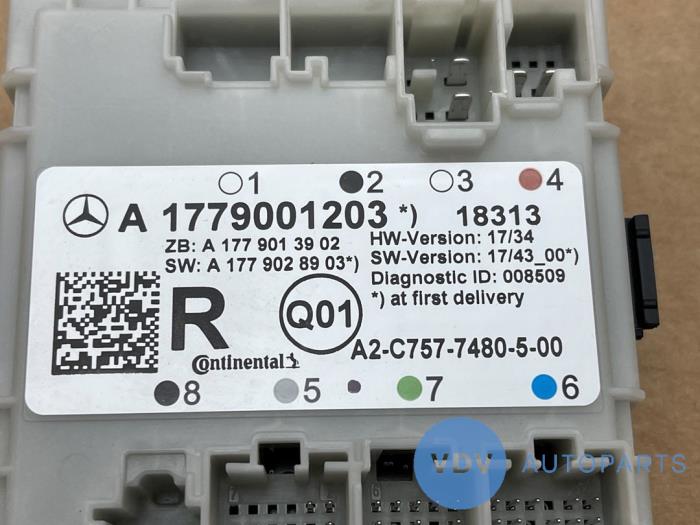 1 2 3 4
A 1779001203 *) 18313
ZB: A 177 901 39 02
SW: A 177 902 89 03*)
HW-Version: 17/34
SW-Version: 17/43_00*)
Diagnostic ID: 008509
*) at first delivery
R Q01
Continental
A2-C757-7480-5-00
8 5 7 6
VDV AUTOPARTS